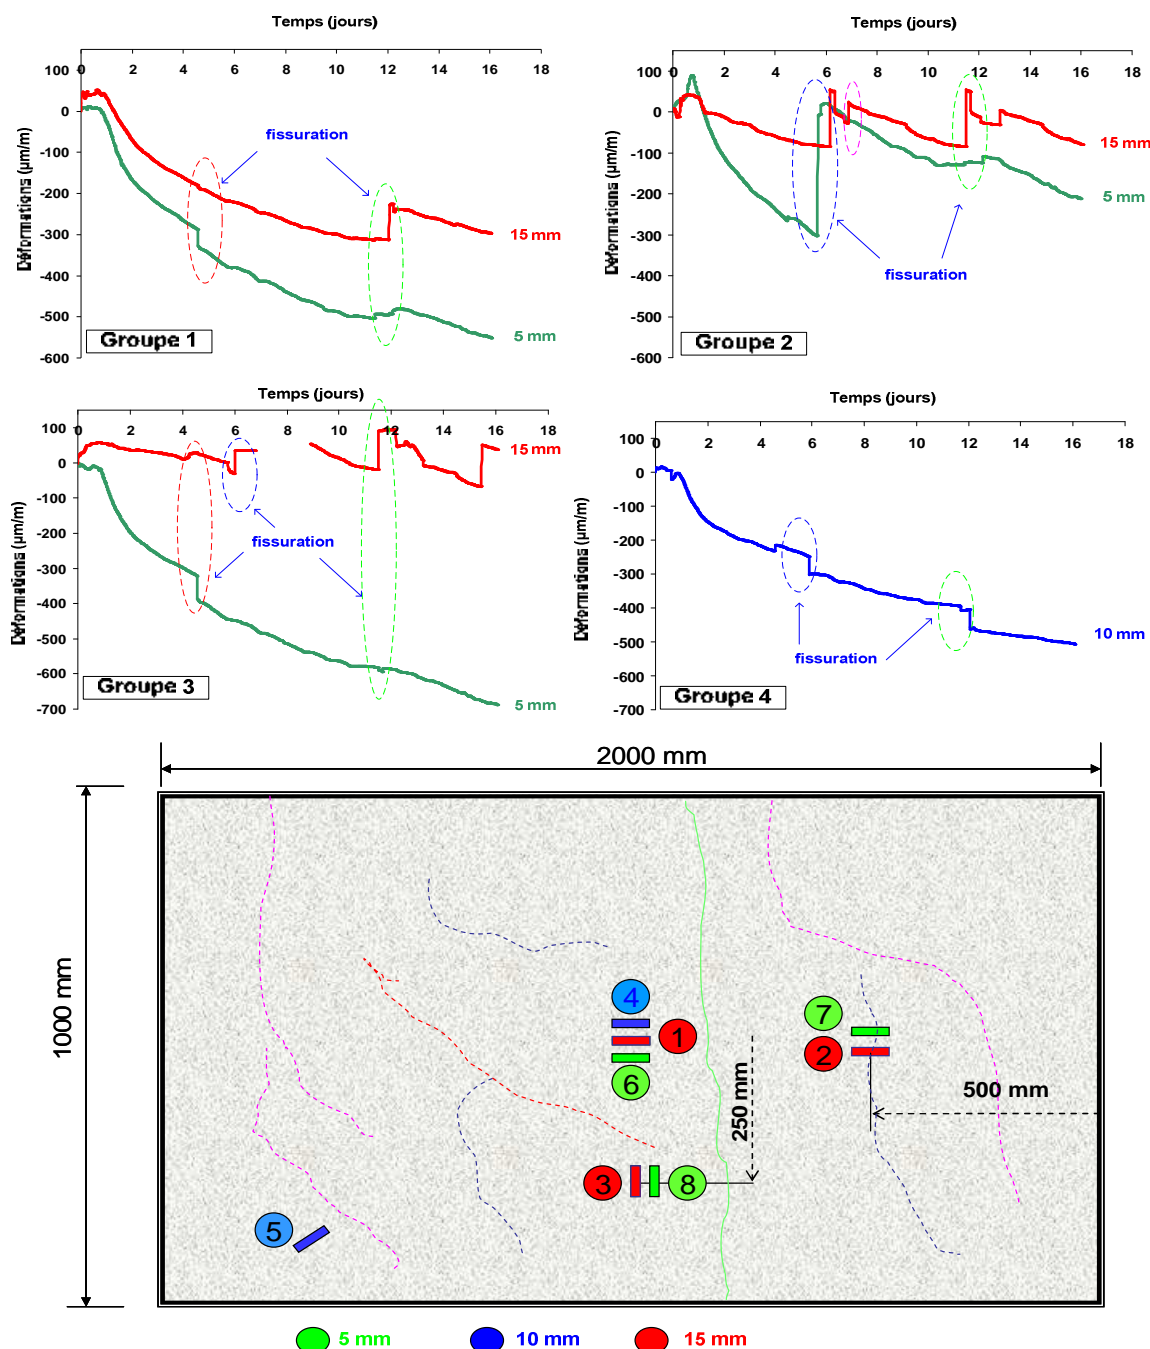 Temps (jours)
0 2 4 6 8 10 12 14 16 18
100
0
-100
-200
-300
-400
-500
-600
Déformations (µm/m)
fissuration
15 mm
5 mm
Groupe 1
Temps (jours)
0 2 4 6 8 10 12 14 16 18
100
0
-100
-200
-300
-400
-500
-600
Déformations (µm/m)
15 mm
5 mm
fissuration
Groupe 2
Temps (jours)
0 2 4 6 8 10 12 14 16 18
100
0
-100
-200
-300
-400
-500
-600
-700
Déformations (µm/m)
15 mm
fissuration
5 mm
Groupe 3
Temps (jours)
0 2 4 6 8 10 12 14 16 18
100
0
-100
-200
-300
-400
-500
-600
-700
Déformations (µm/m)
10 mm
fissuration
Groupe 4
2000 mm
1000 mm
4
7
1
2
6
250 mm
500 mm
3
8
5
5 mm 10 mm 15 mm